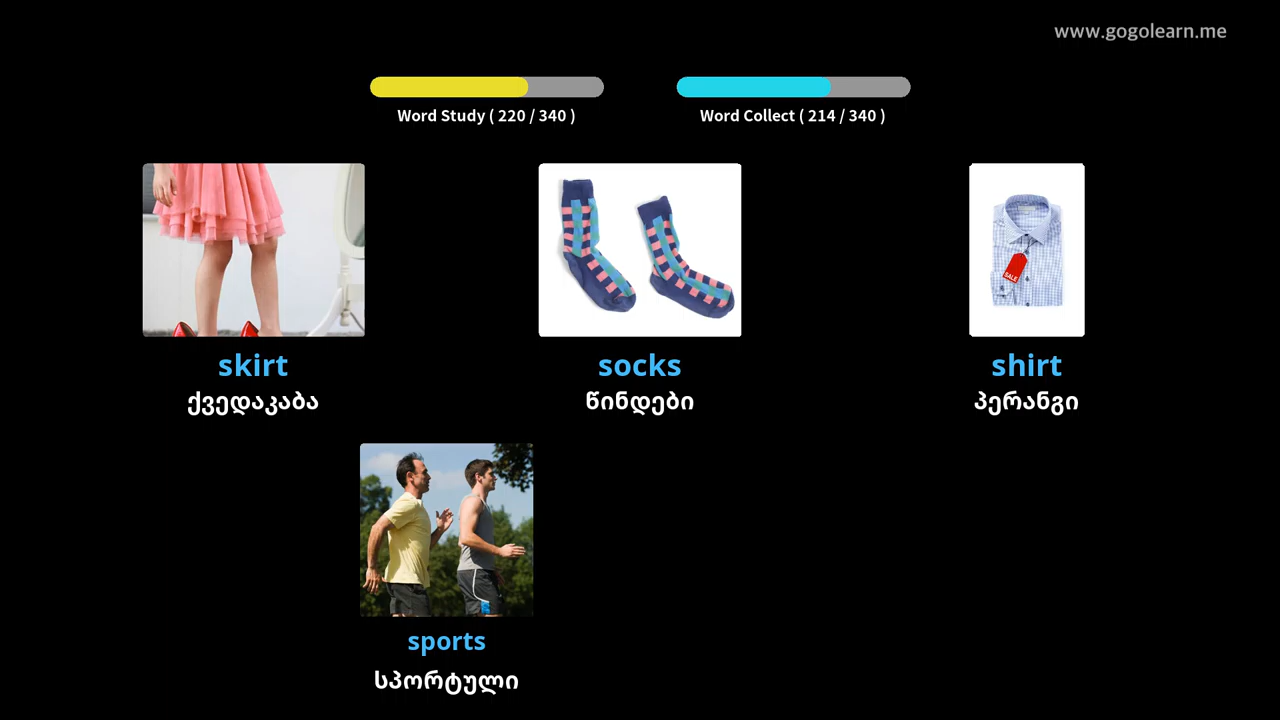 www.gogolearn.me
Word Study ( 220 / 340 )
Word Collect ( 214 / 340 )
skirt
socks
shirt
ქვედაკაბა
წინდები
პერანგი
SALE
sports
სპორტული